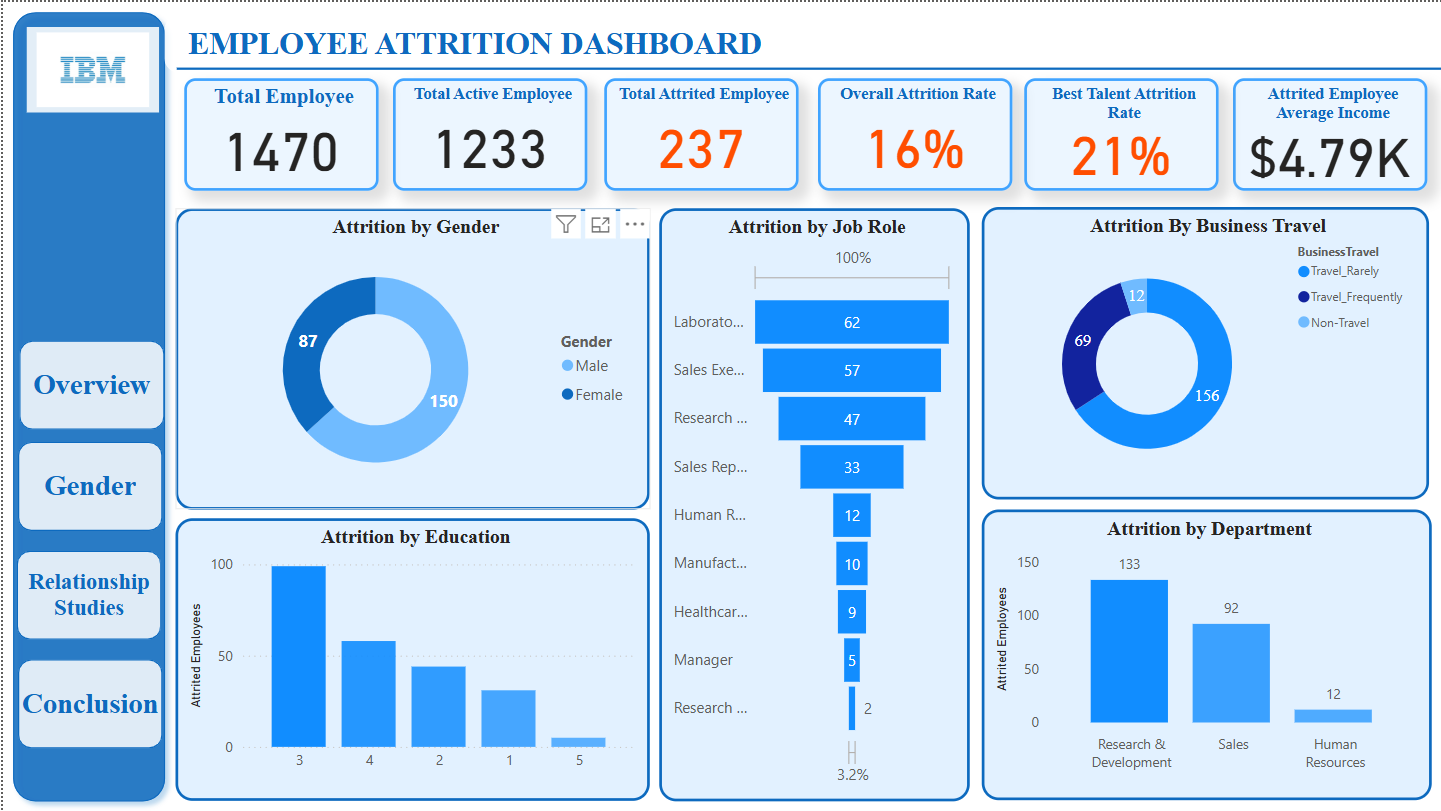 IBM
EMPLOYEE ATTRITION DASHBOARD
Total Employee
1470
Total Active Employee
1233
Total Attrited Employee
237
Overall Attrition Rate
16%
Best Talent Attrition
Rate
21%
Attrited Employee
Average Income
$4.79K
Overview
Gender
Relationship
Studies
Conclusion
Attrition by Gender
87
150
Gender
Male
Female
Attrition by Job Role
100%
Laborato... 62
Sales Exe... 57
Research ... 47
Sales Rep... 33
Human R... 12
Manufact... 10
Healthcar... 9
Manager 5
Research ... 2
3.2%
Attrition By Business Travel
BusinessTravel
Travel_Rarely
Travel_Frequently
Non-Travel
12
69
156
Attrition by Education
Attrited Employees
100
50
0
3 4 2 1 5
Attrition by Department
Attrited Employees
150
100
50
0
133
92
12
Research &
Development
Sales
Human
Resources